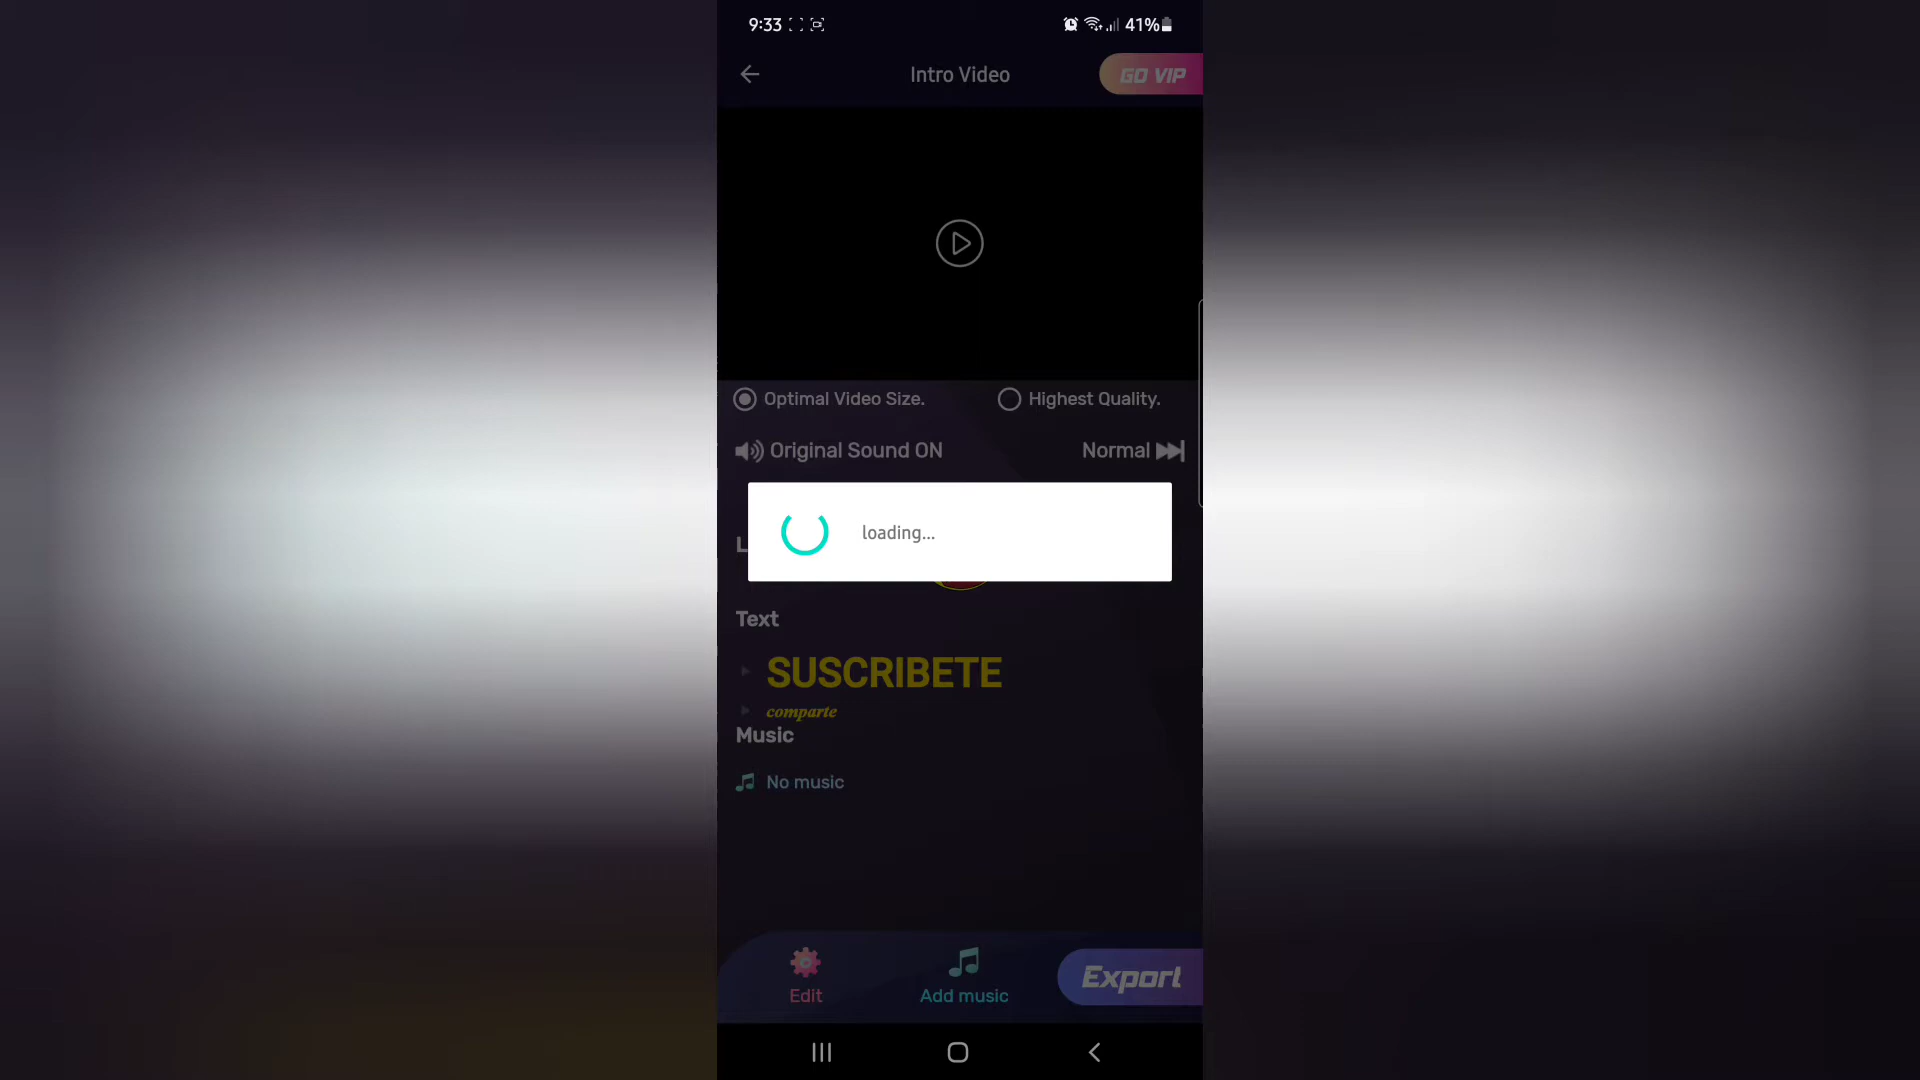 9:33
41%
Intro Video
GO VIP
Optimal Video Size.
Highest Quality.
Original Sound ON
Normal
L
loading...
Text
SUSCRIBETE
comparte
Music
No music
Edit
Add music
Export